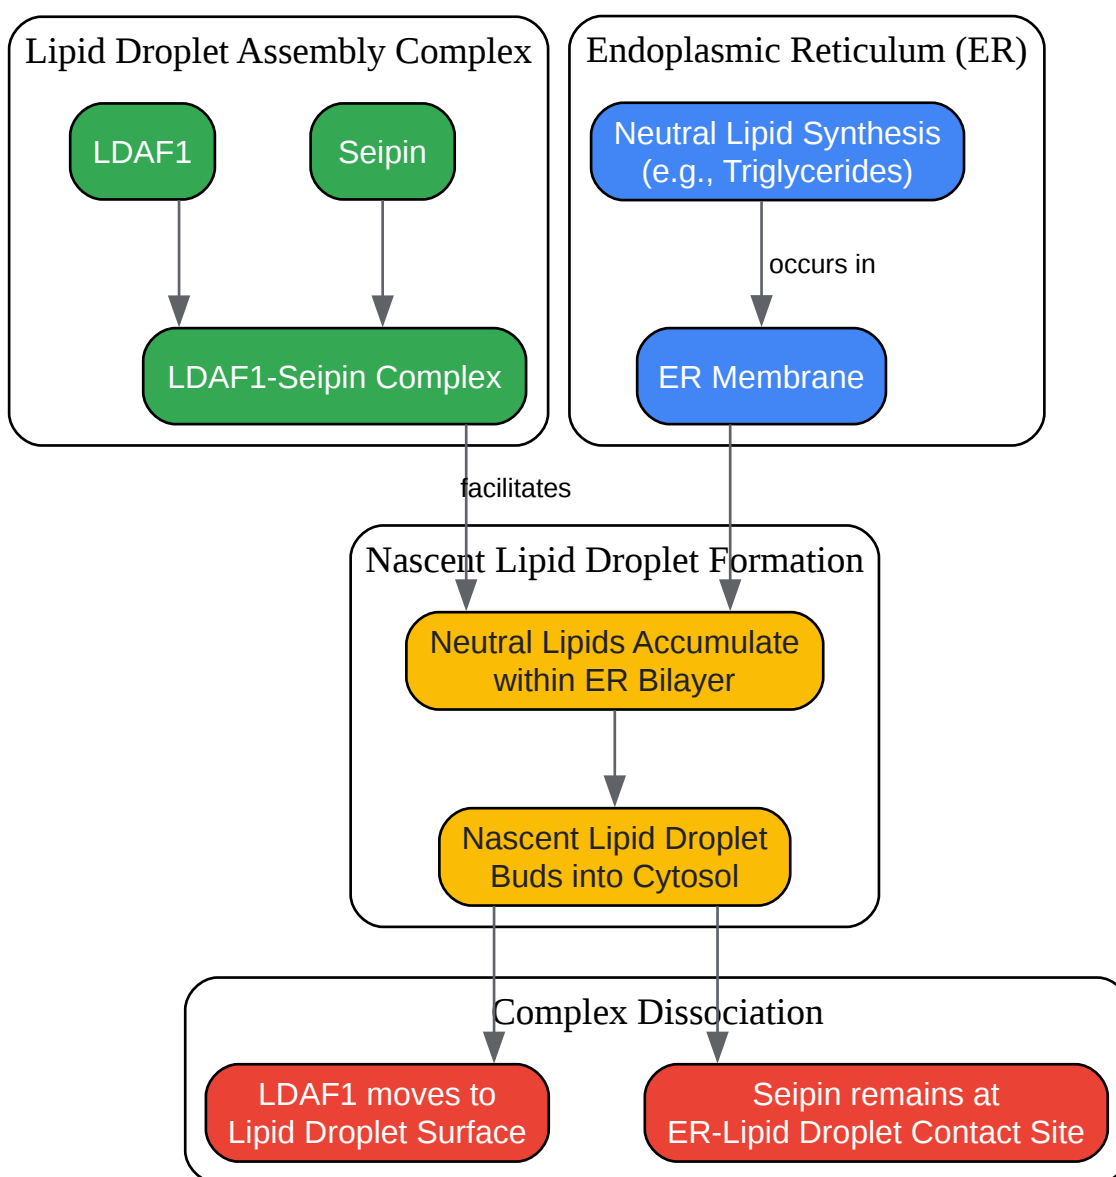 Lipid Droplet Assembly Complex
LDAF1
Seipin
LDAF1-Seipin Complex
Endoplasmic Reticulum (ER)
Neutral Lipid Synthesis
(e.g., Triglycerides)
occurs in
ER Membrane
facilitates
Nascent Lipid Droplet Formation
Neutral Lipids Accumulate
within ER Bilayer
Nascent Lipid Droplet
Buds into Cytosol
Complex Dissociation
LDAF1 moves to
Lipid Droplet Surface
Seipin remains at
ER-Lipid Droplet Contact Site